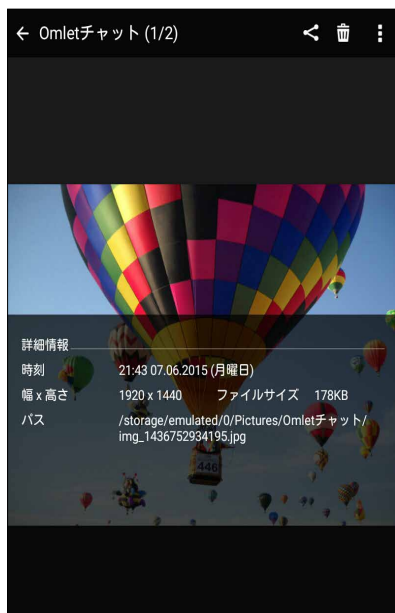 Omletチャット (1/2)
詳細情報
時刻 21:43 07.06.2015 (月曜日)
幅 x 高さ 1920 x 1440 ファイルサイズ 178KB
パス /storage/emulated/0/Pictures/Omletチャット/
img_1436752934195.jpg
446